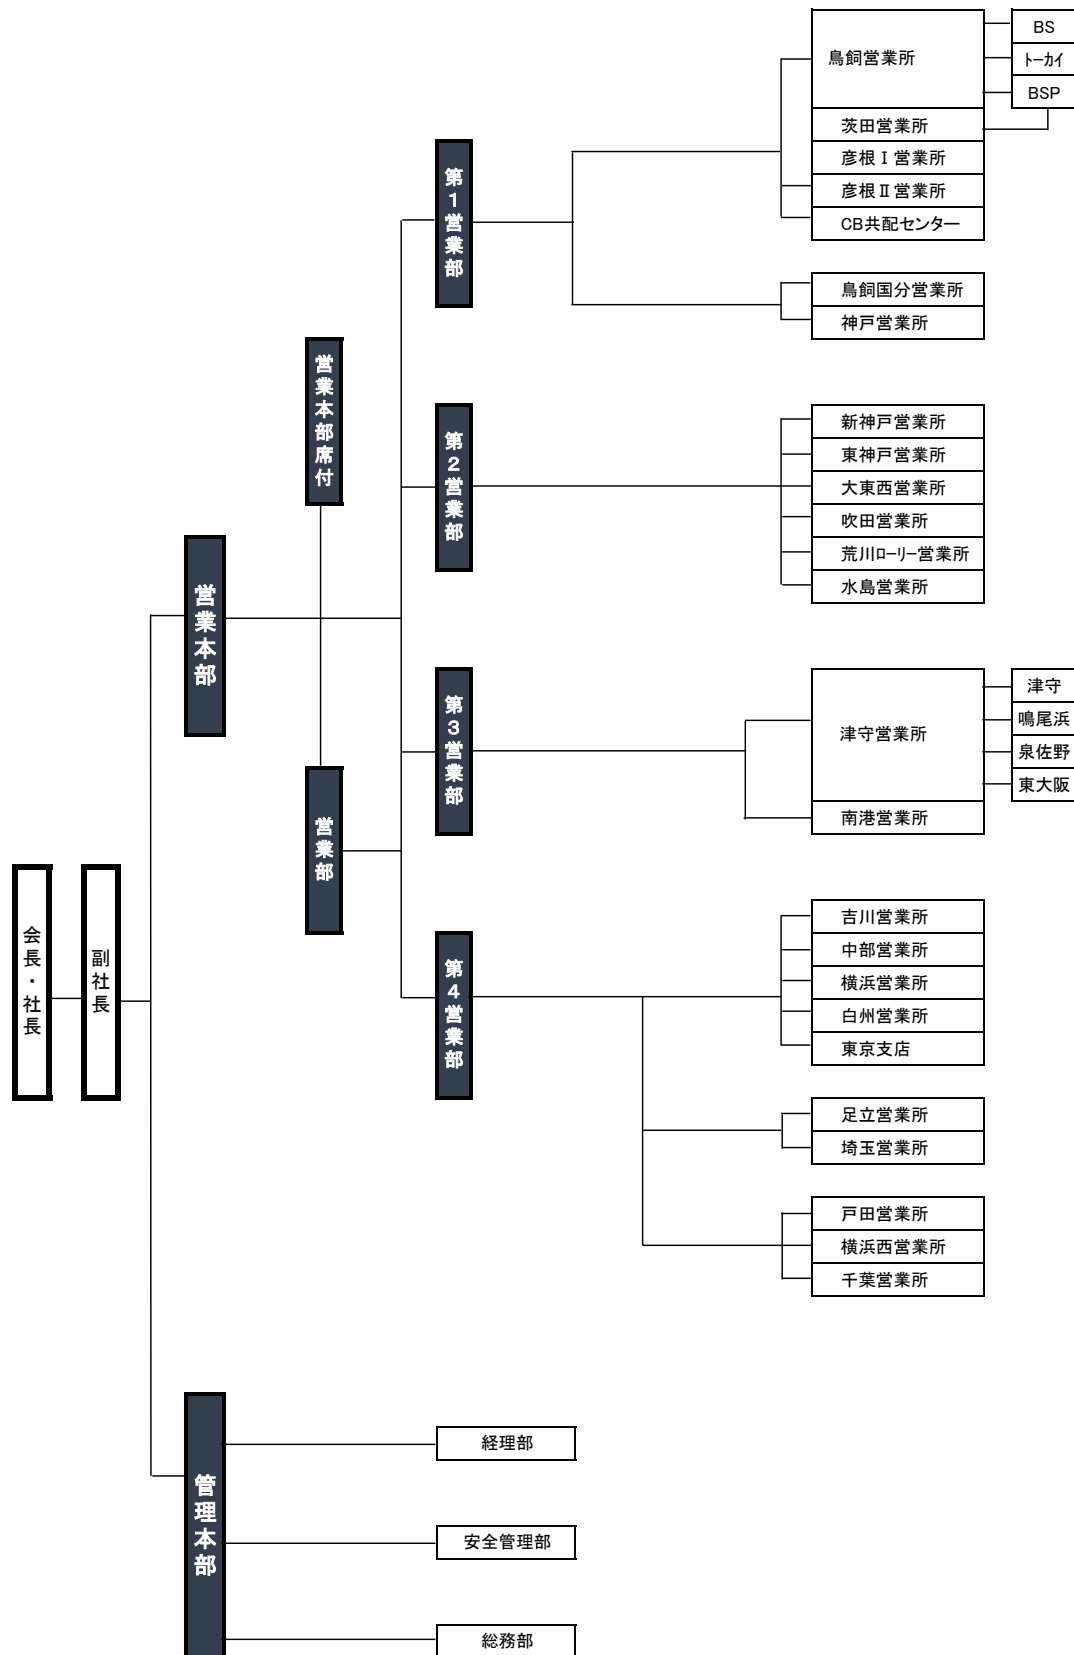 会長・社長
副社長
営業本部
営業本部席付
営業部
第1営業部
鳥飼営業所
BS
トーカイ
BSP
茨田営業所
彦根Ⅰ営業所
彦根Ⅱ営業所
CB共配センター
鳥飼国分営業所
神戸営業所
第2営業部
新神戸営業所
東神戸営業所
大東西営業所
吹田営業所
荒川ローリー営業所
水島営業所
第3営業部
津守営業所
津守
鳴尾浜
泉佐野
東大阪
南港営業所
第4営業部
吉川営業所
中部営業所
横浜営業所
白州営業所
東京支店
足立営業所
埼玉営業所
戸田営業所
横浜西営業所
千葉営業所
管理本部
経理部
安全管理部
総務部